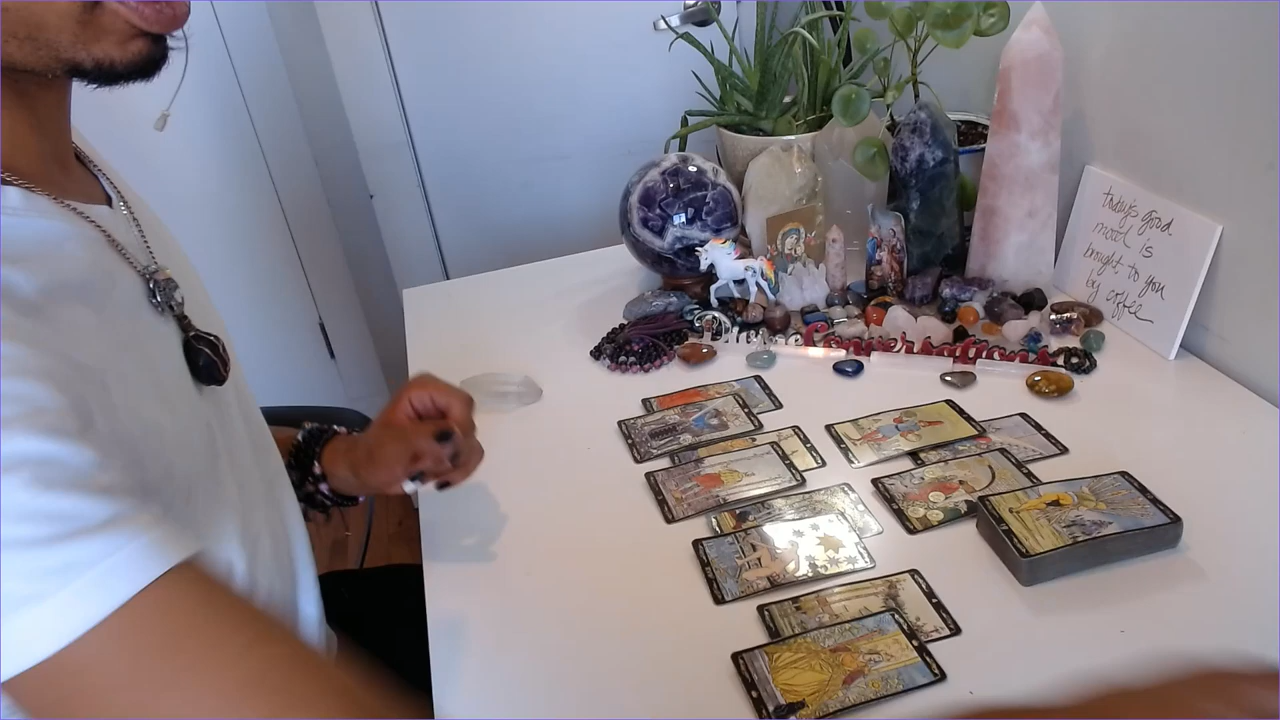 today's good
mood is
brought to you
by coffee
Divine Conversations